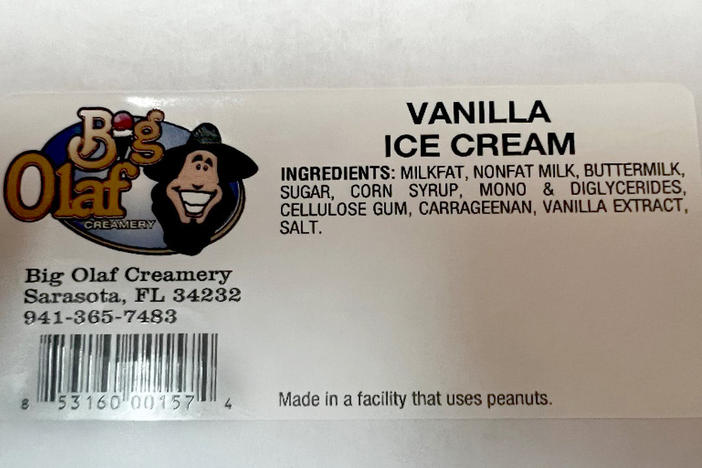 Big
Olaf
CREAMERY
Big Olaf Creamery
Sarasota, FL 34232
941-365-7483
8 53160 00157 4
VANILLA
ICE CREAM
INGREDIENTS: MILKFAT, NONFAT MILK, BUTTERMILK,
SUGAR, CORN SYRUP, MONO & DIGLYCERIDES,
CELLULOSE GUM, CARRAGEENAN, VANILLA EXTRACT,
SALT.
Made in a facility that uses peanuts.